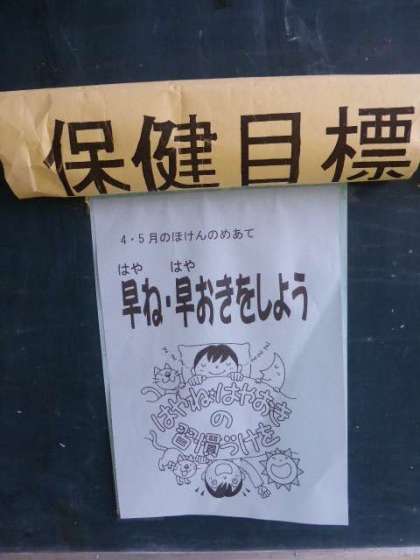 保健目標
4・5月のほけんのめあて
はや はや
早ね・早おきをしよう
zzz zzzz
はやね・はやおき
の
習慣づけを